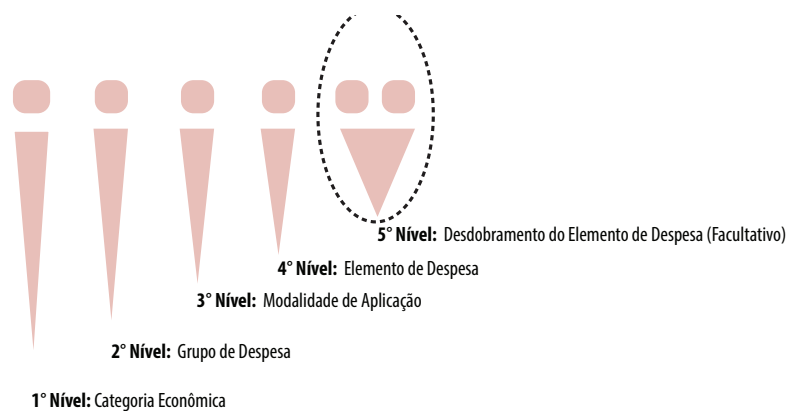 5° Nível: Desdobramento do Elemento de Despesa (Facultativo)
4° Nível: Elemento de Despesa
3° Nível: Modalidade de Aplicação
2° Nível: Grupo de Despesa
1° Nível: Categoria Econômica